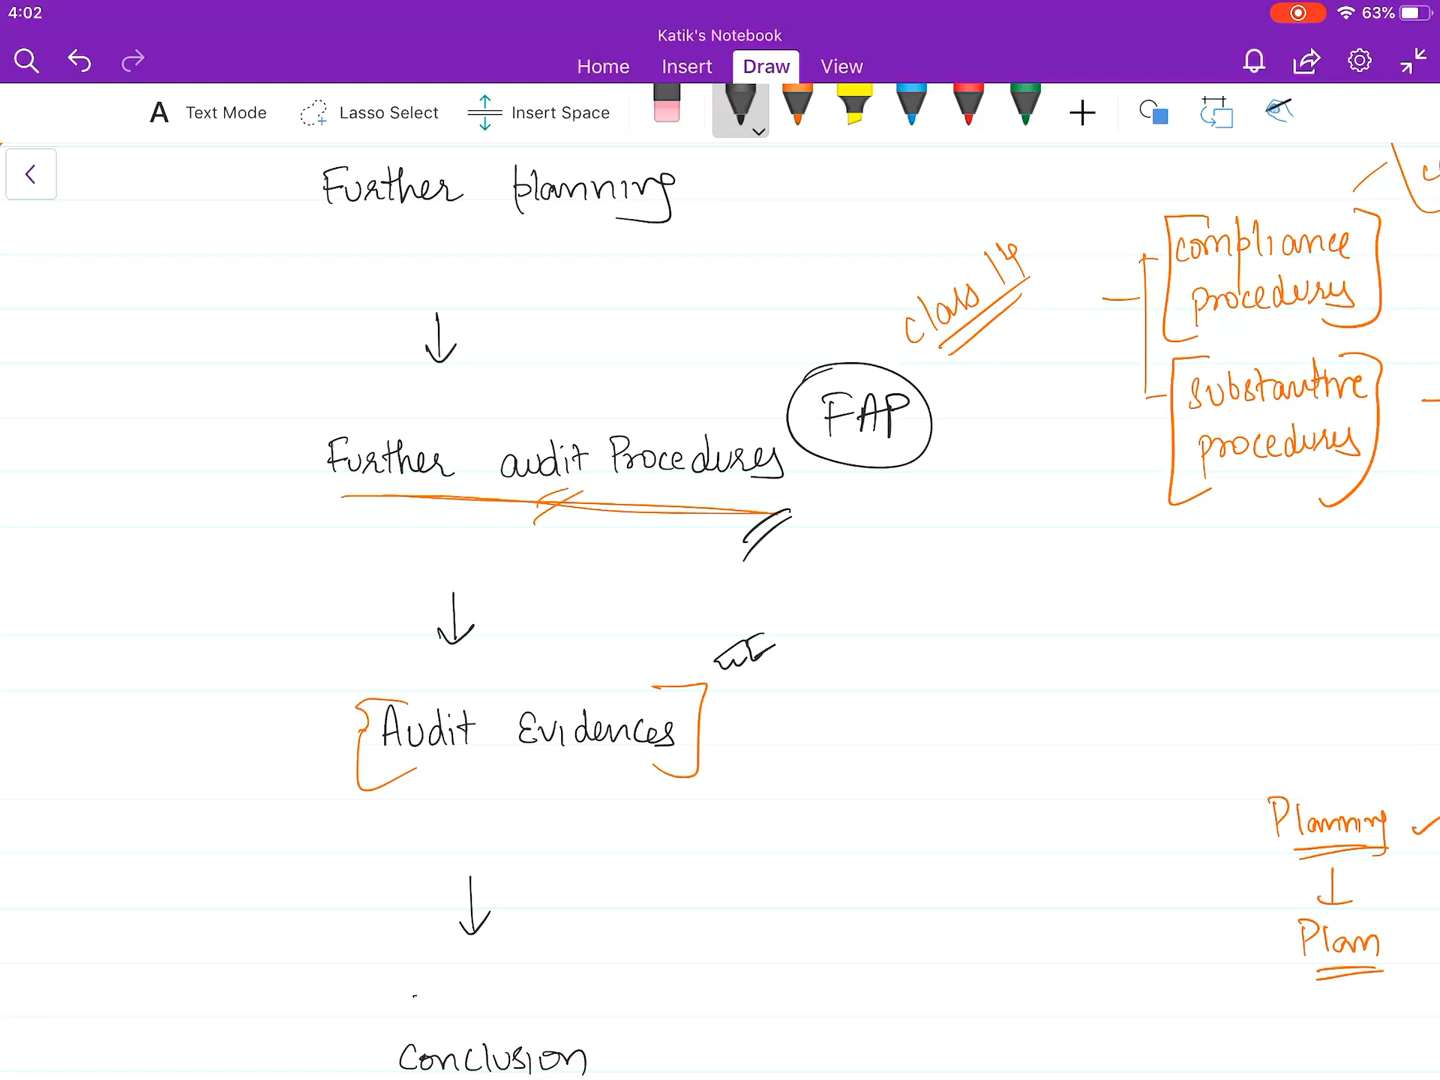 4:02
63%
Katik's Notebook
Home Insert Draw View
A Text Mode Lasso Select Insert Space
Further planning
class 14
compliance
procedures
FAP
Further audit Procedures
substantive
procedures
Audit Evidences
Planning
Plan
conclusion